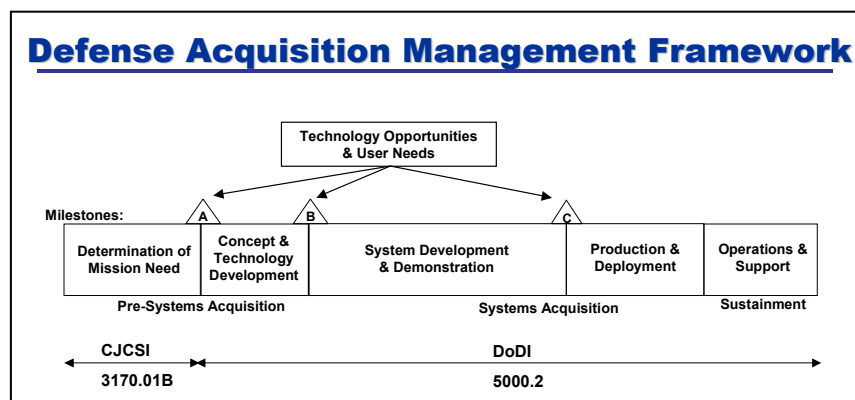 Defense Acquisition Management Framework
Technology Opportunities
& User Needs
Milestones:
A
B
C
Determination of
Mission Need
Concept &
Technology
Development
System Development
& Demonstration
Production &
Deployment
Operations &
Support
Pre-Systems Acquisition
Systems Acquisition
Sustainment
CJCSI
3170.01B
DoDI
5000.2